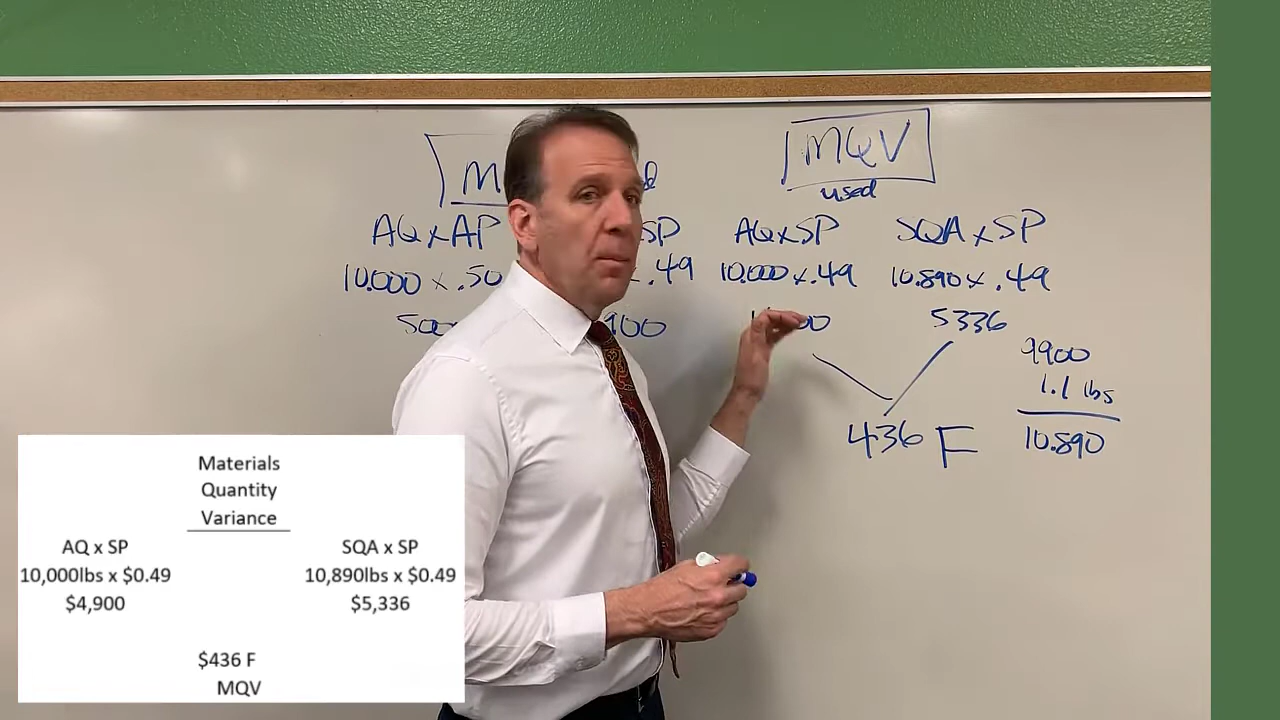 MQV
used
AQ x AP
SP
AQ x SP
SQA x SP
10.000 x .50
.49
10.000 x .49
10.890 x .49
5336
9900
1.1 lbs
10.890
436 F
Materials
Quantity
Variance
AQ x SP
SQA x SP
10,000lbs x $0.49
10,890lbs x $0.49
$4,900
$5,336
$436 F
MQV